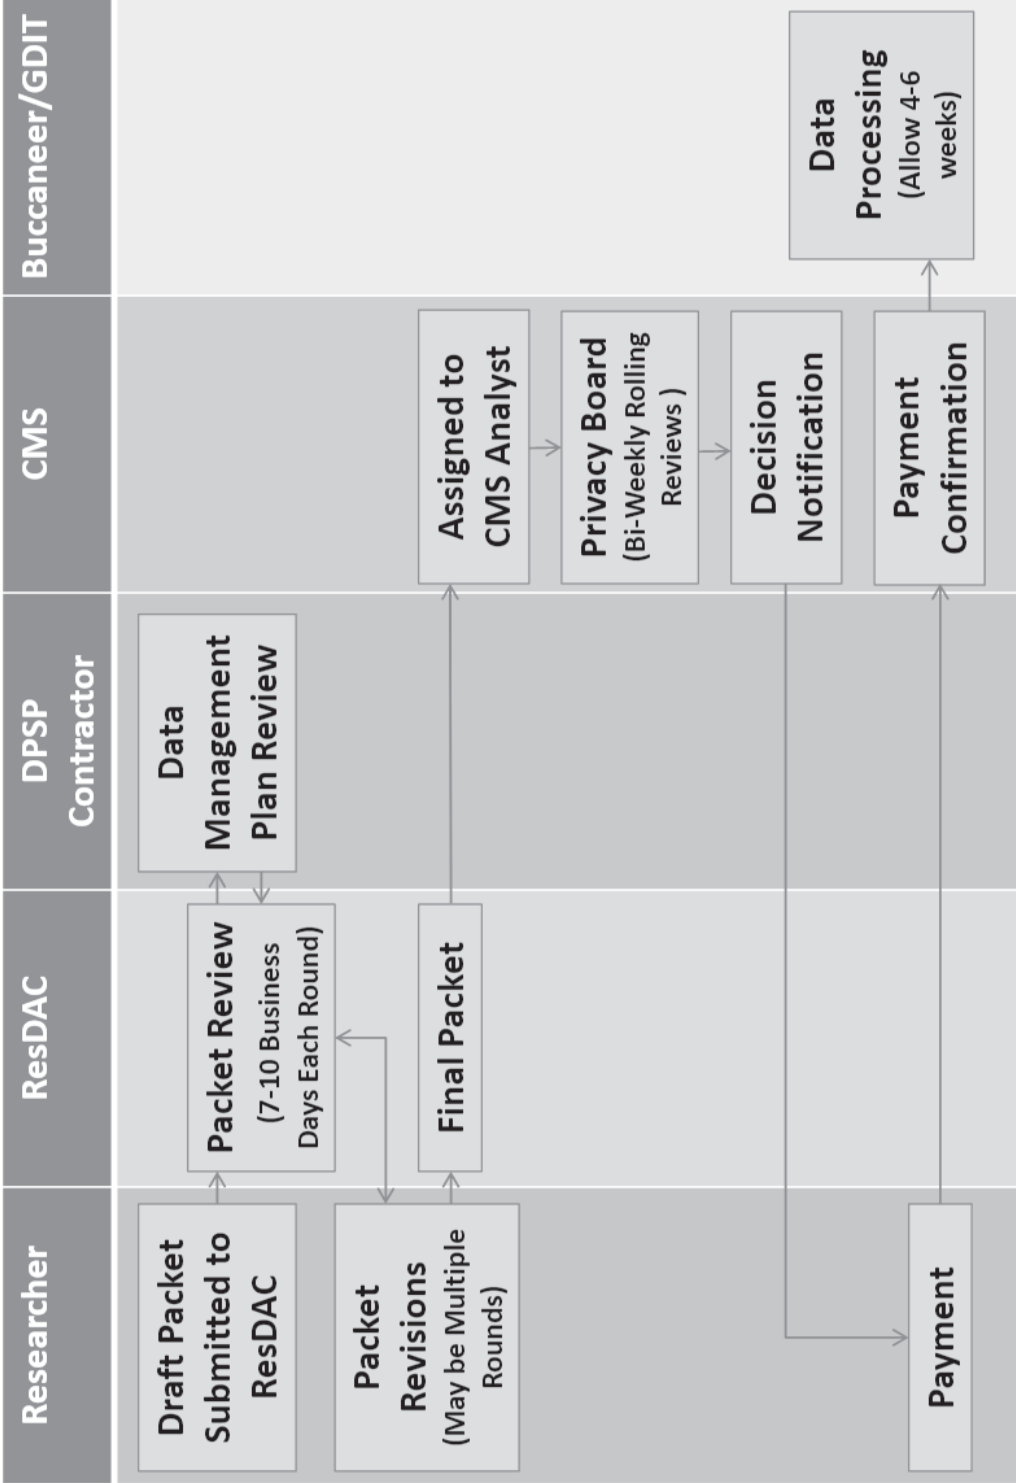 Researcher
ResDAC
DPSP
Contractor
CMS
Buccaneer/GDIT
Draft Packet
Submitted to
ResDAC
Packet Review
(7-10 Business
Days Each Round)
Data
Management
Plan Review
Packet
Revisions
(May be Multiple
Rounds)
Final Packet
Assigned to
CMS Analyst
Privacy Board
(Bi-Weekly Rolling
Reviews )
Decision
Notification
Payment
Payment
Confirmation
Data
Processing
(Allow 4-6
weeks)